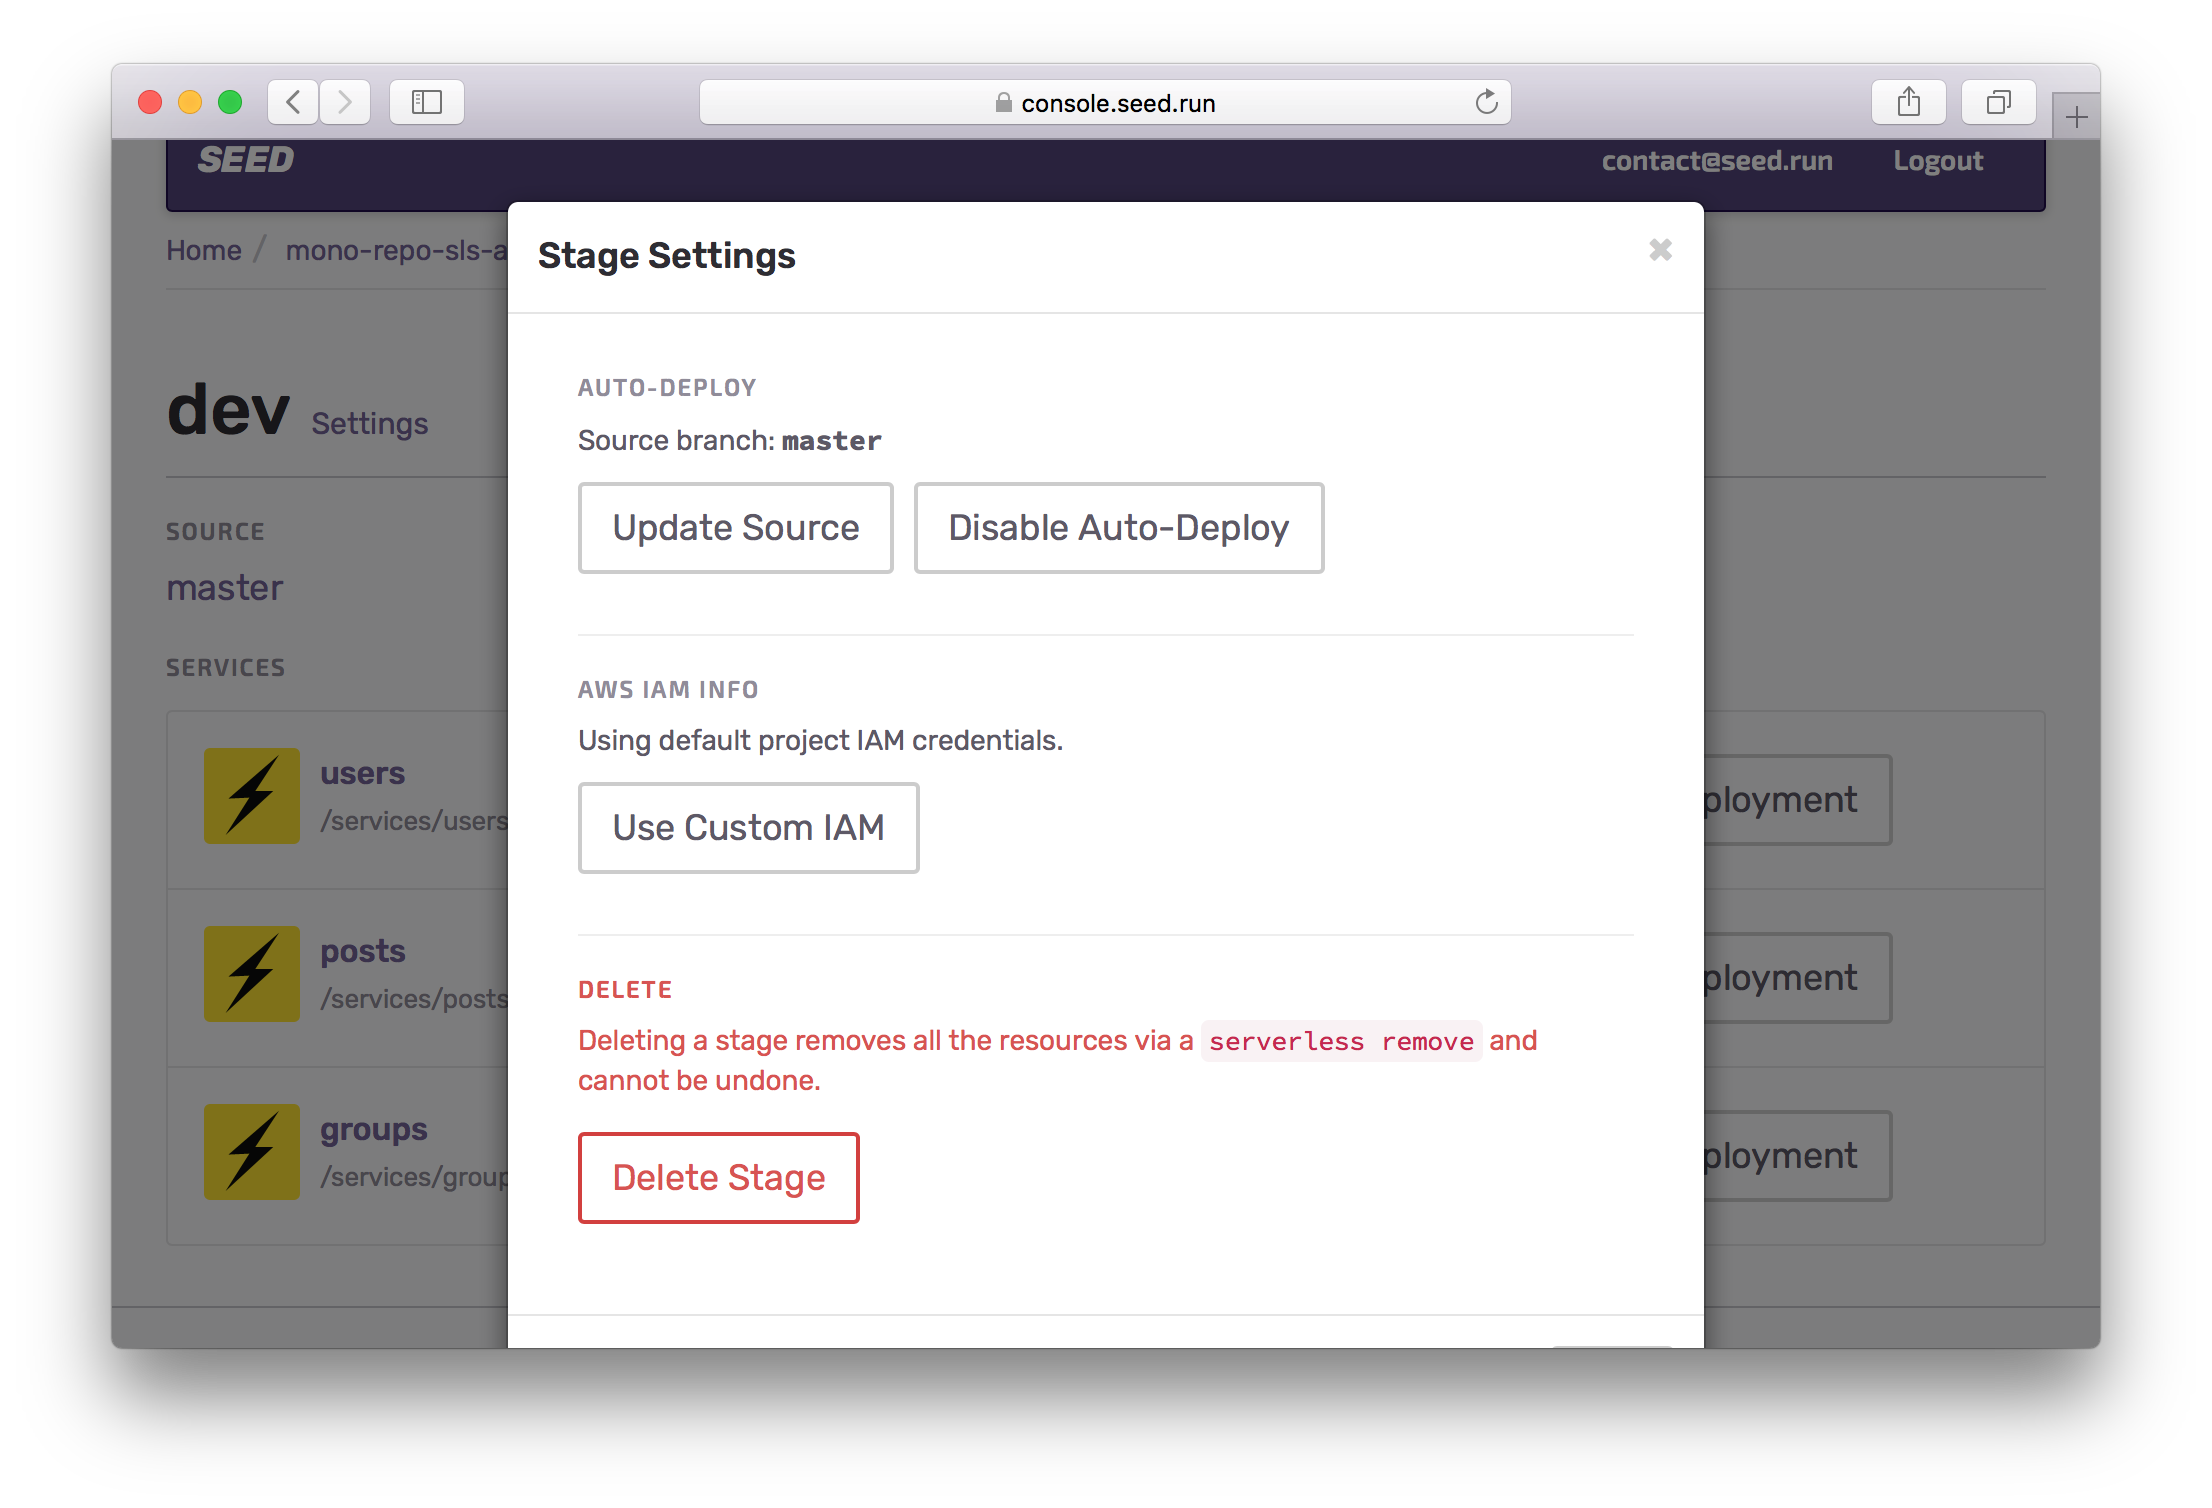 console.seed.run
SEED
contact@seed.run
Logout
Home / mono-repo-sls-a
Stage Settings
dev Settings
SOURCE
master
SERVICES
users
/services/users
posts
/services/posts
groups
/services/group
AUTO-DEPLOY
Source branch: master
Update Source
Disable Auto-Deploy
AWS IAM INFO
Using default project IAM credentials.
Use Custom IAM
DELETE
Deleting a stage removes all the resources via a serverless remove and
cannot be undone.
Delete Stage
ployment
ployment
ployment